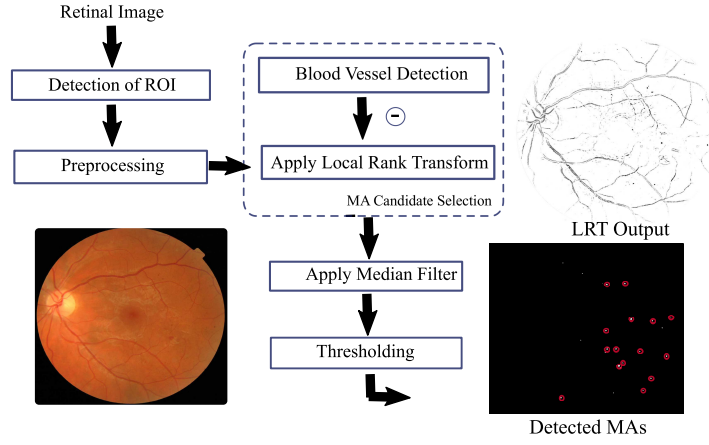 Retinal Image
Detection of ROI
Preprocessing
Blood Vessel Detection
-
Apply Local Rank Transform
MA Candidate Selection
Apply Median Filter
Thresholding
LRT Output
Detected MAs